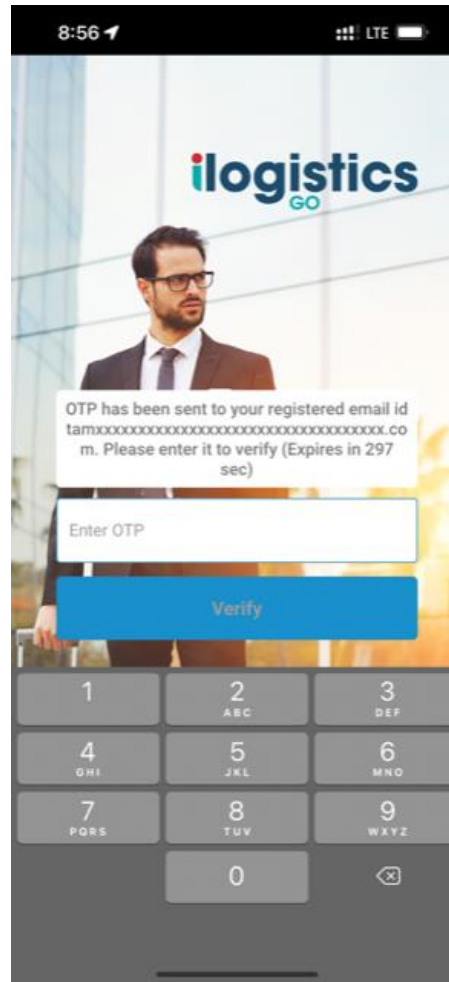 8:56
LTE
ilogistics
GO
OTP has been sent to your registered email id
tamxxxxxxxxxxxxxxxxxxxxxxxxxxxxxxxxxx.co
m. Please enter it to verify (Expires in 297
sec)
Enter OTP
Verify
1
2
ABC
3
DEF
4
GHI
5
JKL
6
MNO
7
PQRS
8
TUV
9
WXYZ
0